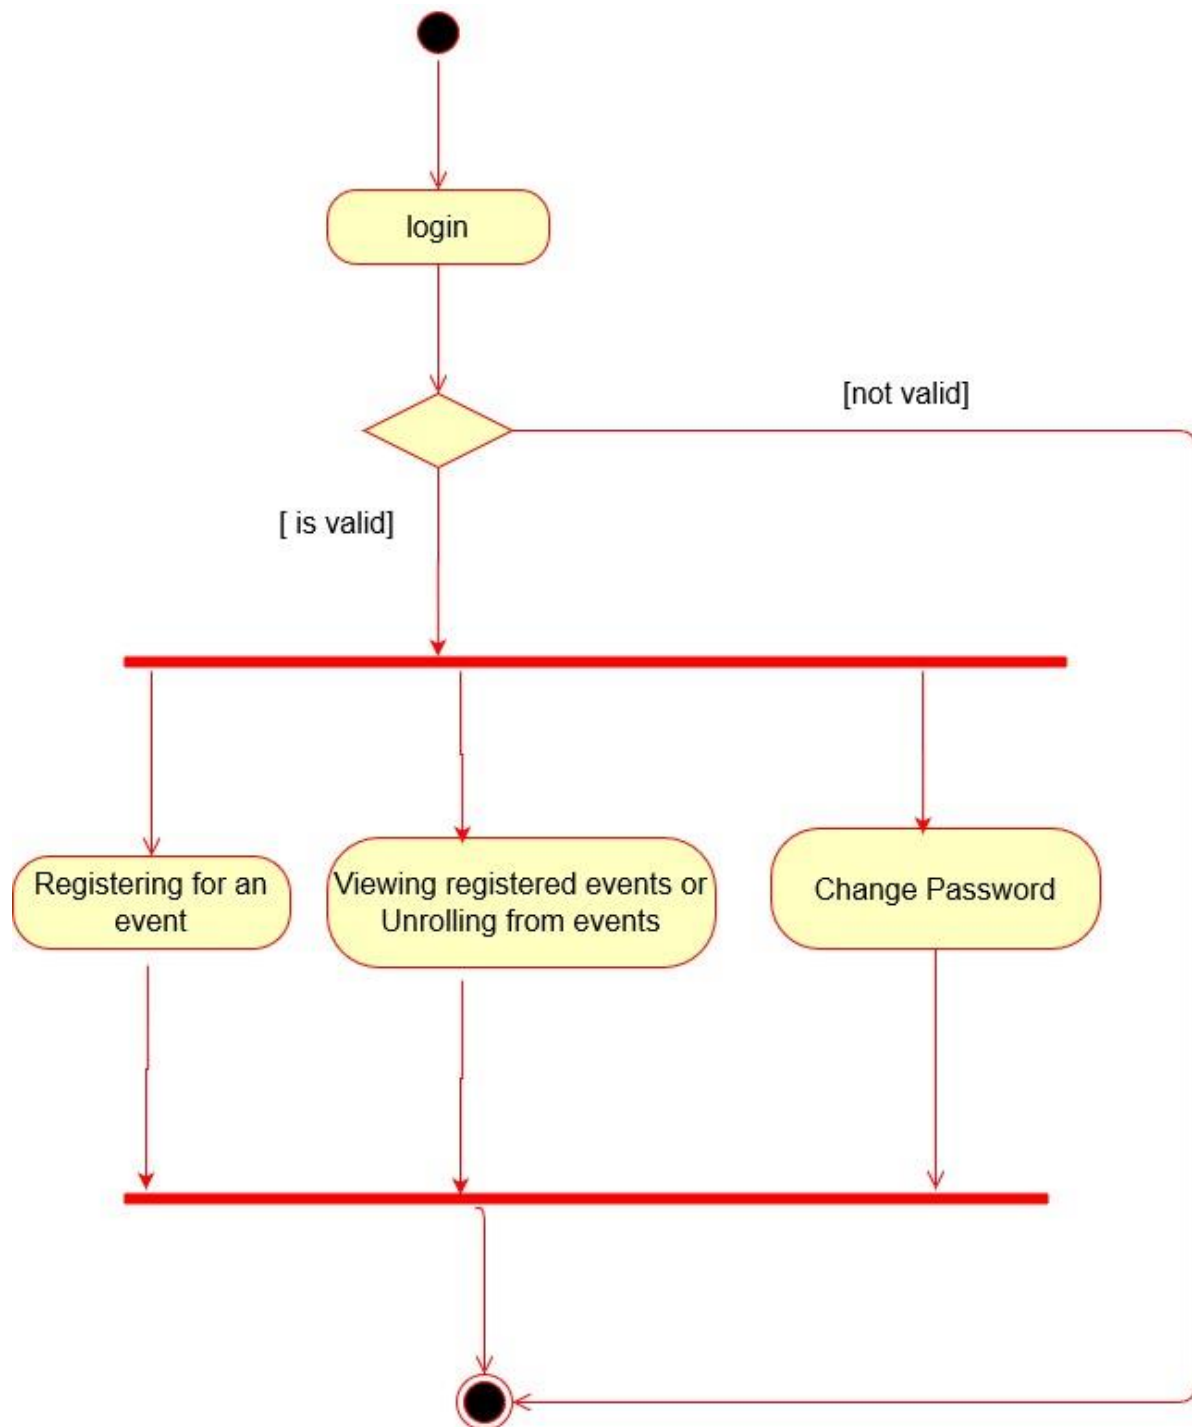 login
[not valid]
[ is valid]
Registering for an
event
Viewing registered events or
Unrolling from events
Change Password